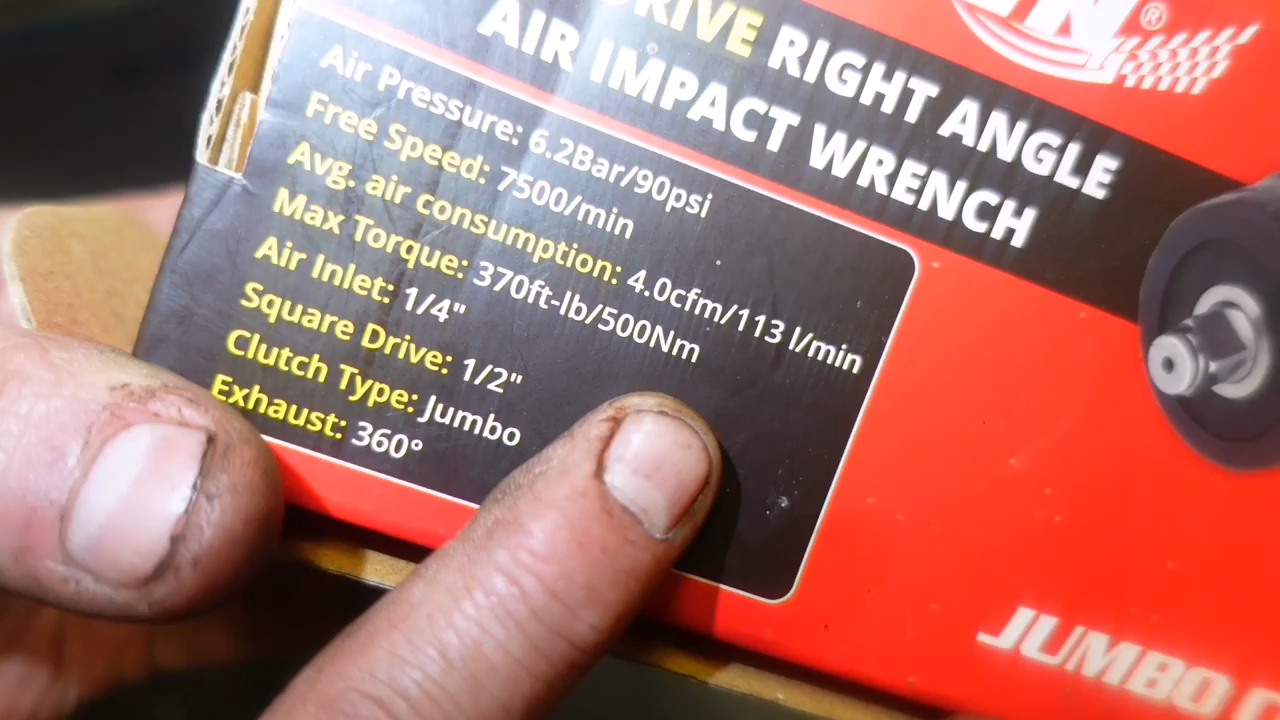 DRIVE RIGHT ANGLE
AIR IMPACT WRENCH
®
Air Pressure: 6.2Bar/90psi
Free Speed: 7500/min
Avg. air consumption: 4.0cfm/113 l/min
Max Torque: 370ft-lb/500Nm
Air Inlet: 1/4"
Square Drive: 1/2"
Clutch Type: Jumbo
Exhaust: 360°
JUMBO